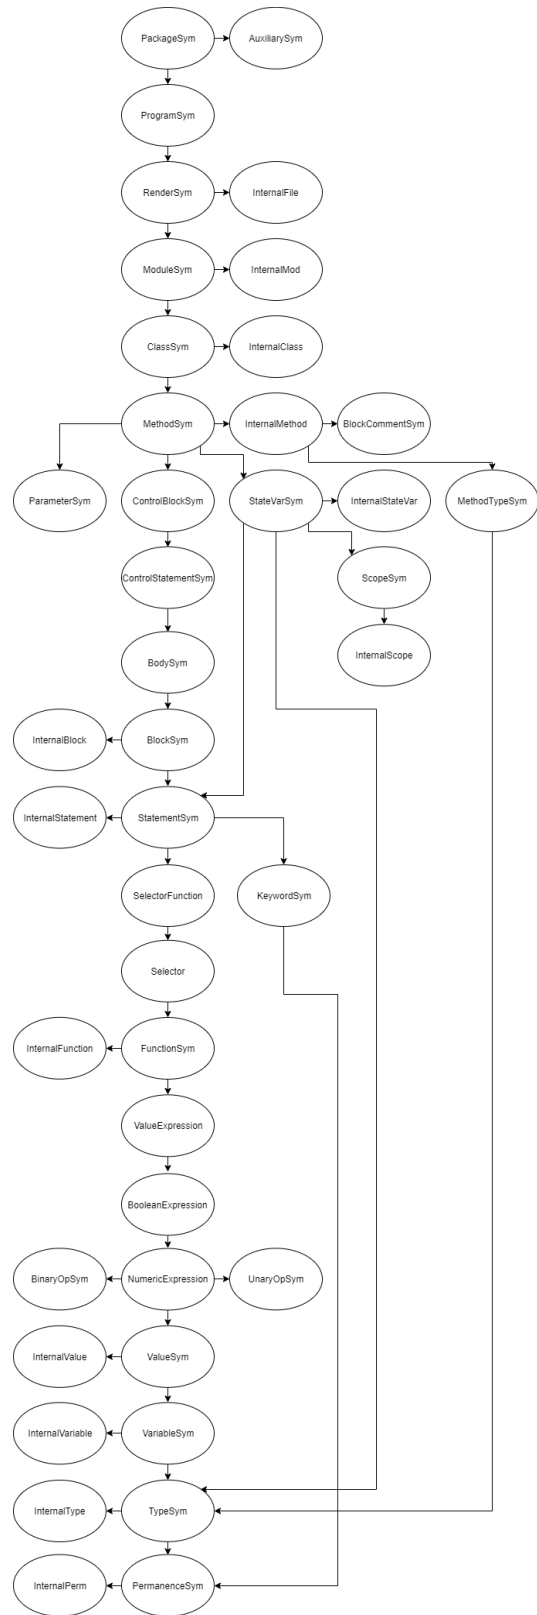 PackageSym
AuxiliarySym
ProgramSym
RenderSym
InternalFile
ModuleSym
InternalMod
ClassSym
InternalClass
MethodSym
InternalMethod
BlockCommentSym
ParameterSym
ControlBlockSym
StateVarSym
InternalStateVar
MethodTypeSym
ControlStatementSym
ScopeSym
BodySym
InternalScope
InternalBlock
BlockSym
InternalStatement
StatementSym
SelectorFunction
KeywordSym
Selector
InternalFunction
FunctionSym
ValueExpression
BooleanExpression
BinaryOpSym
NumericExpression
UnaryOpSym
InternalValue
ValueSym
InternalVariable
VariableSym
InternalType
TypeSym
InternalPerm
PermanenceSym